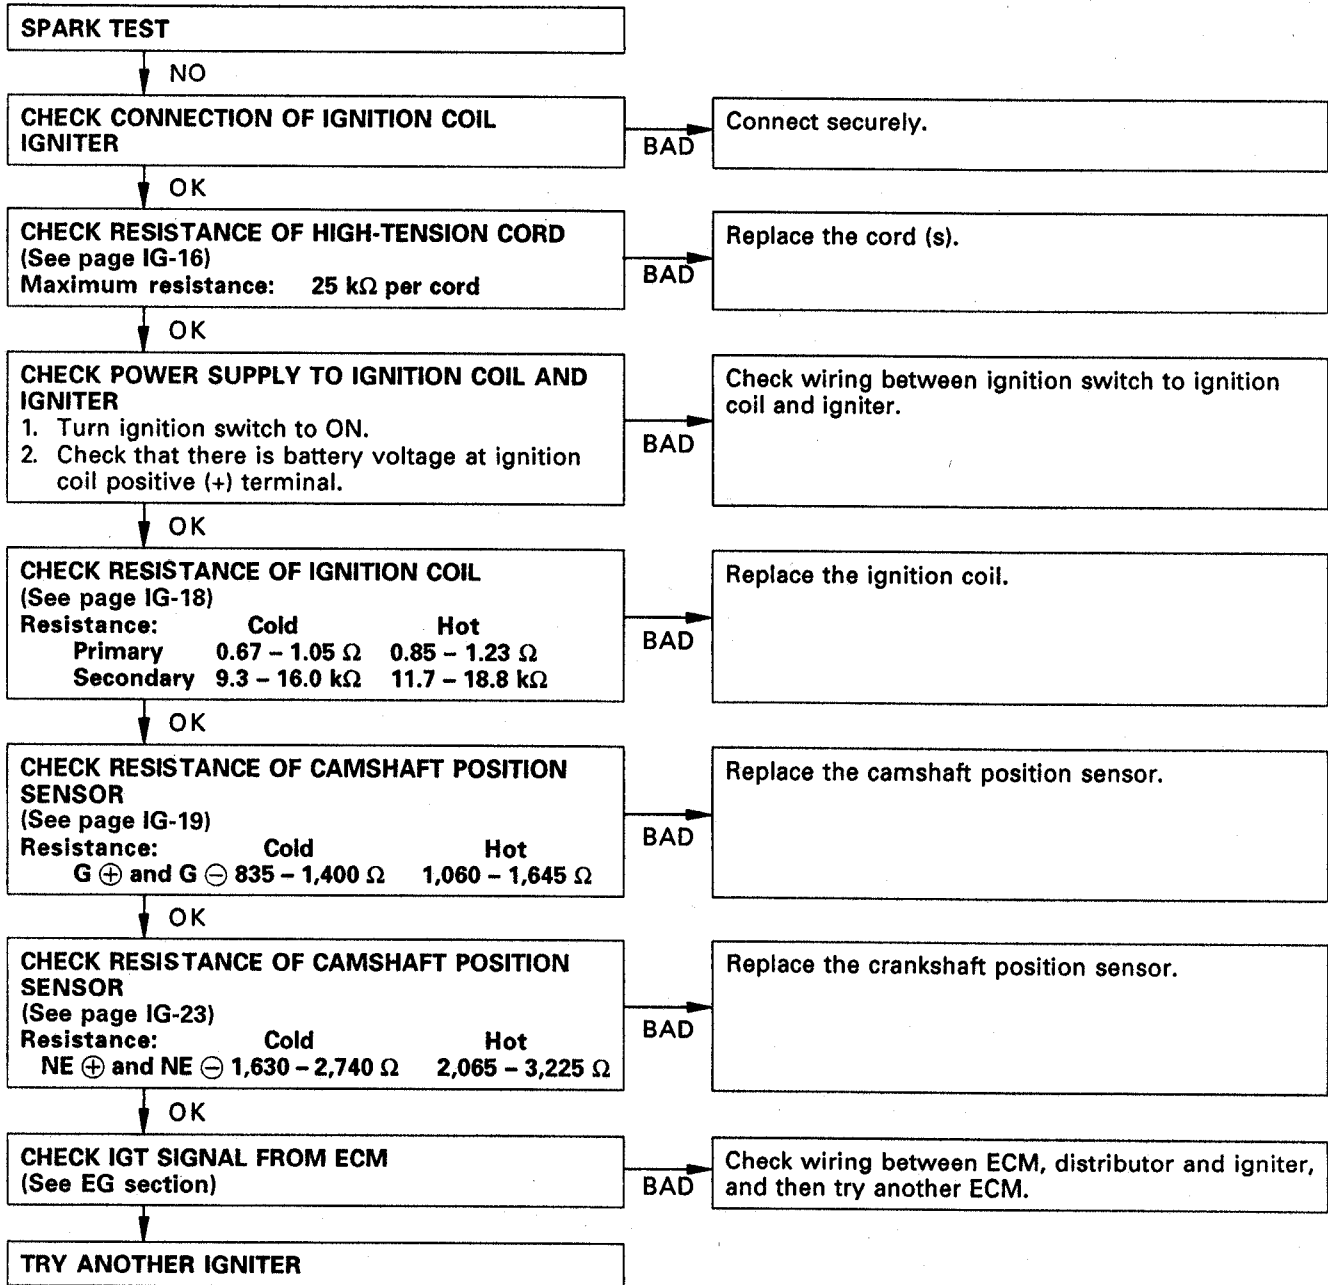 SPARK TEST
NO
CHECK CONNECTION OF IGNITION COIL
IGNITER
BAD
Connect securely.
OK
CHECK RESISTANCE OF HIGH-TENSION CORD
(See page IG-16)
Maximum resistance: 25 kΩ per cord
BAD
Replace the cord (s).
OK
CHECK POWER SUPPLY TO IGNITION COIL AND
IGNITER
1. Turn ignition switch to ON.
2. Check that there is battery voltage at ignition
coil positive (+) terminal.
BAD
Check wiring between ignition switch to ignition
coil and igniter.
OK
CHECK RESISTANCE OF IGNITION COIL
(See page IG-18)
Resistance: Cold Hot
Primary 0.67 – 1.05 Ω 0.85 – 1.23 Ω
Secondary 9.3 – 16.0 kΩ 11.7 – 18.8 kΩ
BAD
Replace the ignition coil.
OK
CHECK RESISTANCE OF CAMSHAFT POSITION
SENSOR
(See page IG-19)
Resistance: Cold Hot
G ⊕ and G ⊖ 835 – 1,400 Ω 1,060 – 1,645 Ω
BAD
Replace the camshaft position sensor.
OK
CHECK RESISTANCE OF CAMSHAFT POSITION
SENSOR
(See page IG-23)
Resistance: Cold Hot
NE ⊕ and NE ⊖ 1,630 – 2,740 Ω 2,065 – 3,225 Ω
BAD
Replace the crankshaft position sensor.
OK
CHECK IGT SIGNAL FROM ECM
(See EG section)
BAD
Check wiring between ECM, distributor and igniter,
and then try another ECM.
TRY ANOTHER IGNITER